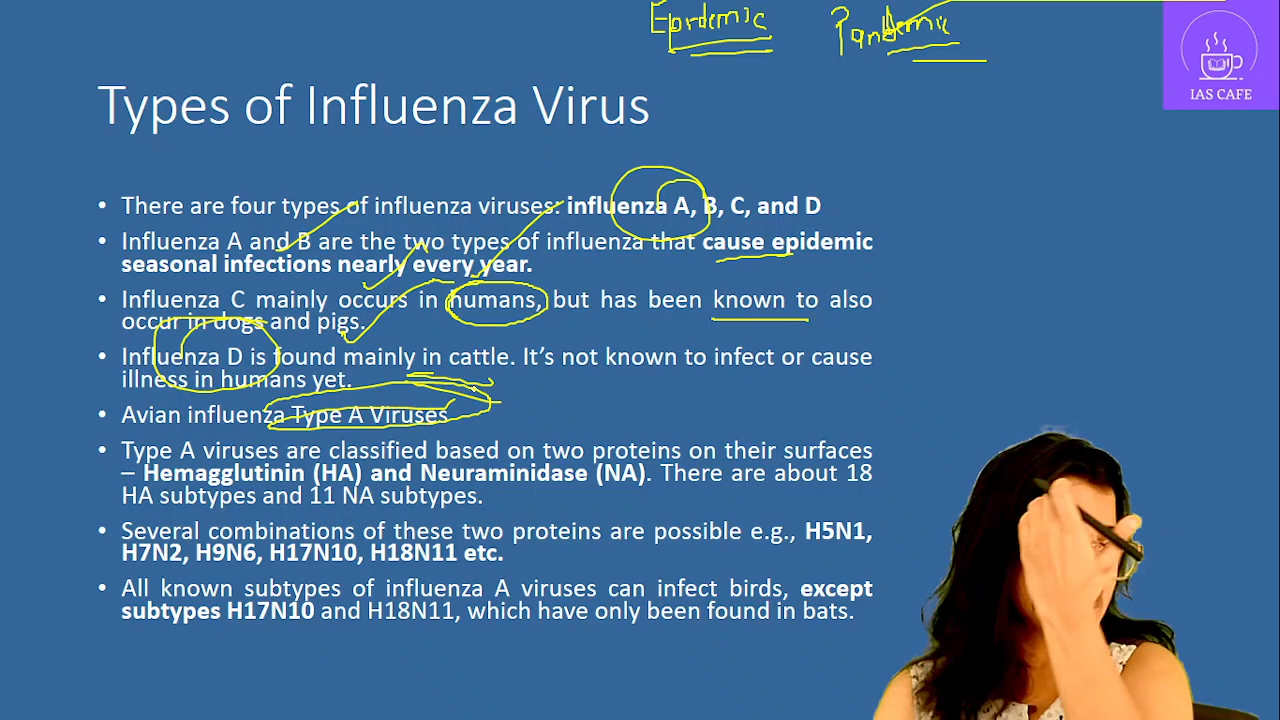 Epidemic Pandemic
IAS CAFE
Types of Influenza Virus
• There are four types of influenza viruses: influenza A, B, C, and D
• Influenza A and B are the two types of influenza that cause epidemic
seasonal infections nearly every year.
• Influenza C mainly occurs in humans, but has been known to also
occur in dogs and pigs.
• Influenza D is found mainly in cattle. It’s not known to infect or cause
illness in humans yet.
• Avian influenza Type A Viruses
• Type A viruses are classified based on two proteins on their surfaces
– Hemagglutinin (HA) and Neuraminidase (NA). There are about 18
HA subtypes and 11 NA subtypes.
• Several combinations of these two proteins are possible e.g., H5N1,
H7N2, H9N6, H17N10, H18N11 etc.
• All known subtypes of influenza A viruses can infect birds, except
subtypes H17N10 and H18N11, which have only been found in bats.